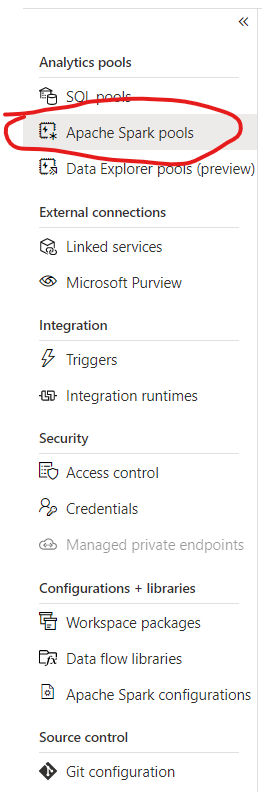 Analytics pools
SQL pools
Apache Spark pools
Data Explorer pools (preview)
External connections
Linked services
Microsoft Purview
Integration
Triggers
Integration runtimes
Security
Access control
Credentials
Managed private endpoints
Configurations + libraries
Workspace packages
Data flow libraries
Apache Spark configurations
Source control
Git configuration